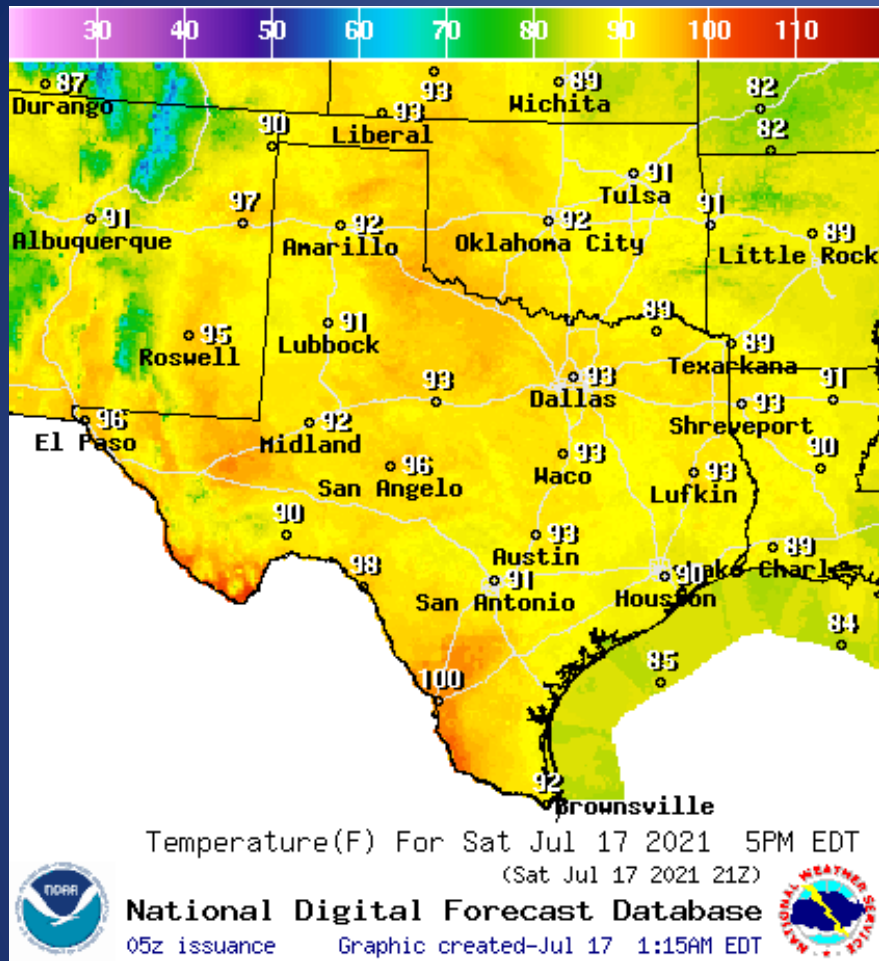 30 40 50 60 70 80 90 100 110
87
Durango
93
89
Wichita
82
93
Liberal
90
82
91
Tulsa
97
91
Albuquerque
92
Amarillo
92
Oklahoma City
91
89
Little Rock
95
Roswell
91
Lubbock
89
89
Texarkana
93
93
Dallas
93
Shreveport
91
96
El Paso
92
Midland
96
San Angelo
93
Waco
93
Lufkin
90
90
93
Austin
89
98
91
San Antonio
90
Houston
84
85
100
92
Brownsville
Temperature(F) For Sat Jul 17 2021 5PM EDT
(Sat Jul 17 2021 21Z)
National Digital Forecast Database
05z issuance Graphic created-Jul 17 1:15AM EDT
NOAA
NATIONAL WEATHER SERVICE